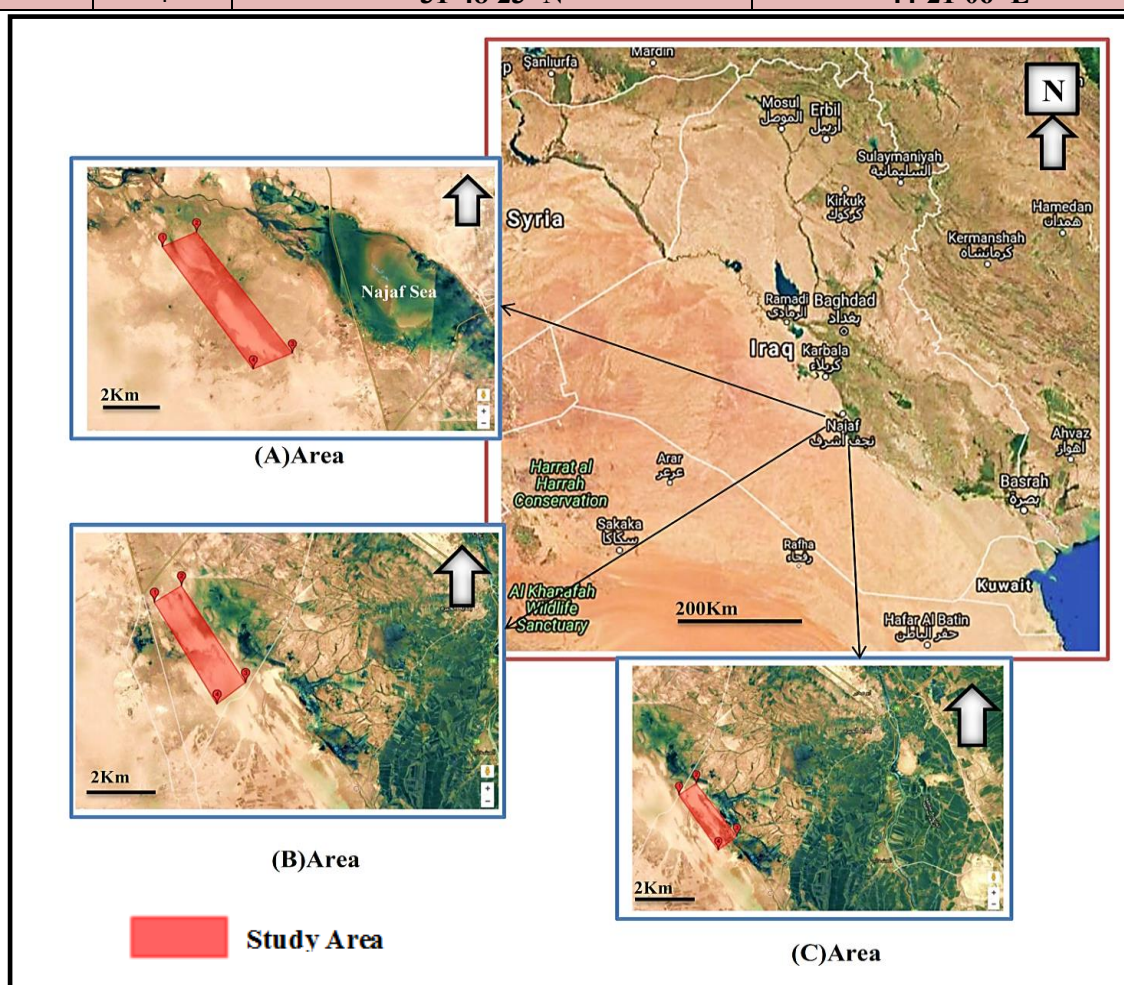 Şanlıurfa
Mardin
Mosul
الموصل
Erbil
أربيل
Sulaymaniyah
السليمانية
Syria
Kirkuk
كركوك
Hamedan
همدان
Kermanshah
كرمانشاه
Ramadi
الرمادي
Baghdad
بغداد
Iraq
Karbala
كربلاء
Najaf
نجف أشرف
Ahvaz
اهواز
Basrah
بصرة
Arar
عرعر
Harrat al
Harrah
Conservation
Sakaka
سكاكا
Rafha
رفحاء
Al Khanafah
Wildlife
Sanctuary
Kuwait
Hafar Al Batin
حفر الباطن
200Km
N
Najaf Sea
2Km
(A)Area
2Km
(B)Area
2Km
(C)Area
Study Area